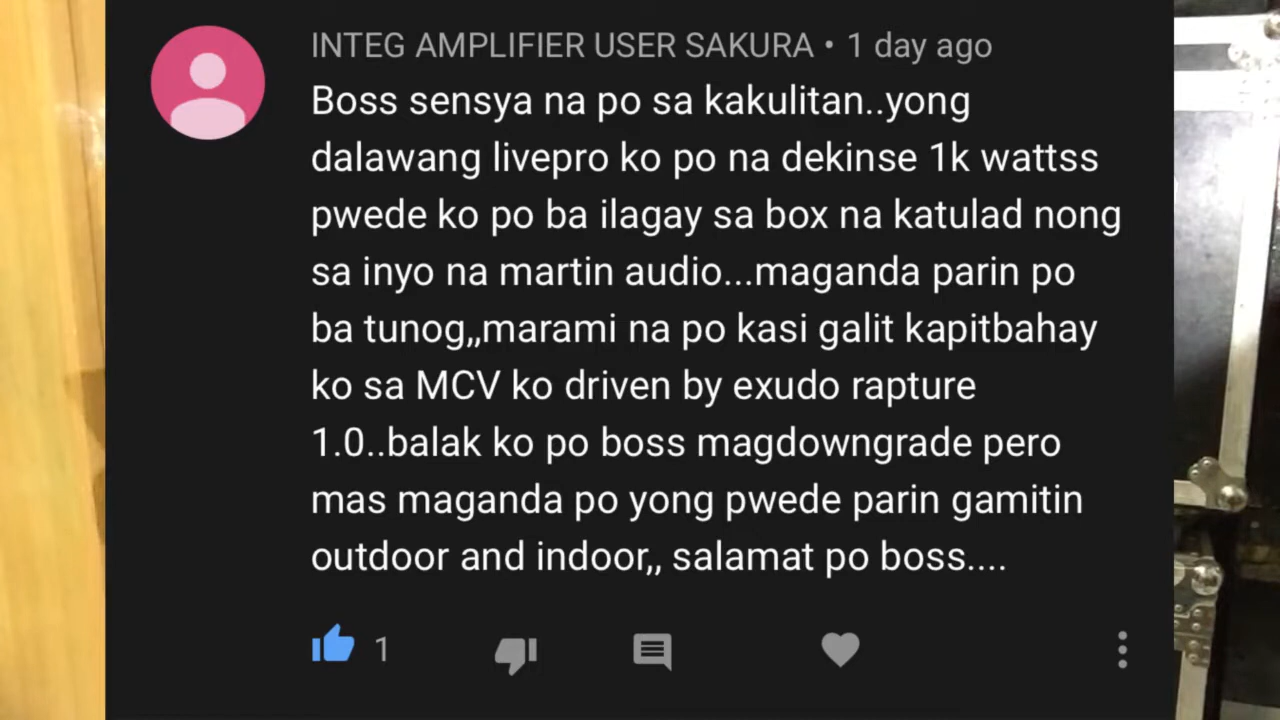 INTEG AMPLIFIER USER SAKURA • 1 day ago
Boss sensya na po sa kakulitan..yong
dalawang livepro ko po na dekinse 1k wattss
pwede ko po ba ilagay sa box na katulad nong
sa inyo na martin audio...maganda parin po
ba tunog,,marami na po kasi galit kapitbahay
ko sa MCV ko driven by exudo rapture
1.0..balak ko po boss magdowngrade pero
mas maganda po yong pwede parin gamitin
outdoor and indoor,, salamat po boss....
1